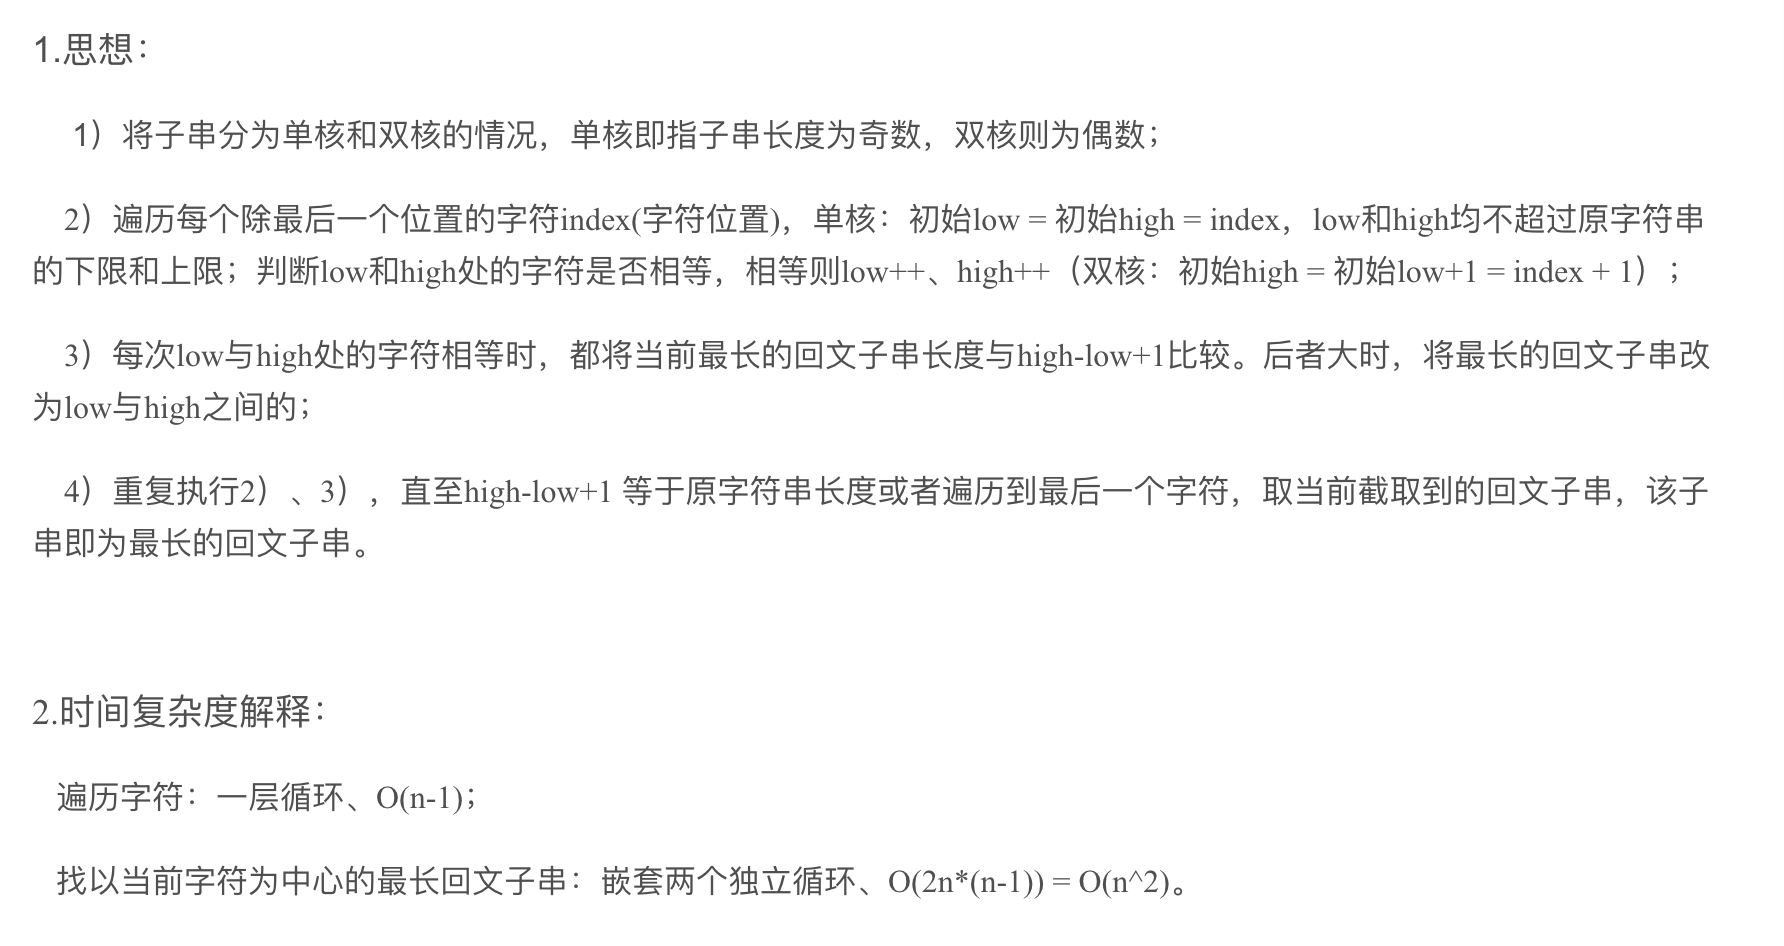 1.思想：
1）将子串分为单核和双核的情况，单核即指子串长度为奇数，双核则为偶数；
2）遍历每个除最后一个位置的字符index(字符位置)，单核：初始low = 初始high = index，low和high均不超过原字符串
的下限和上限；判断low和high处的字符是否相等，相等则low++、high++（双核：初始high = 初始low+1 = index + 1）；
3）每次low与high处的字符相等时，都将当前最长的回文子串长度与high-low+1比较。后者大时，将最长的回文子串改
为low与high之间的；
4）重复执行2）、3），直至high-low+1 等于原字符串长度或者遍历到最后一个字符，取当前截取到的回文子串，该子
串即为最长的回文子串。
2.时间复杂度解释：
遍历字符：一层循环、O(n-1)；
找以当前字符为中心的最长回文子串：嵌套两个独立循环、O(2n*(n-1)) = O(n^2)。